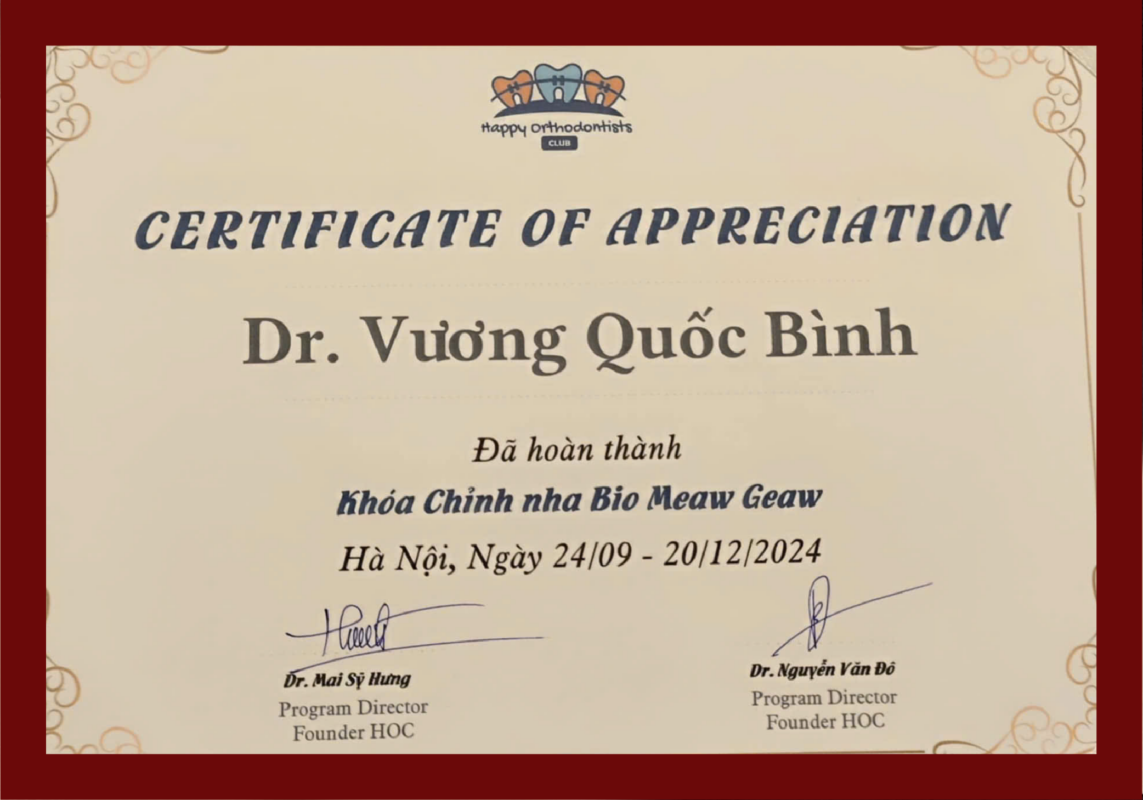 Happy Orthodontists
CLUB
CERTIFICATE OF APPRECIATION
Dr. Vương Quốc Bình
Đã hoàn thành
Khóa Chỉnh nha Bio Meaw Geaw
Hà Nội, Ngày 24/09 - 20/12/2024
Dr. Mai Sỹ Hưng
Program Director
Founder HOC
Dr. Nguyễn Văn Đô
Program Director
Founder HOC